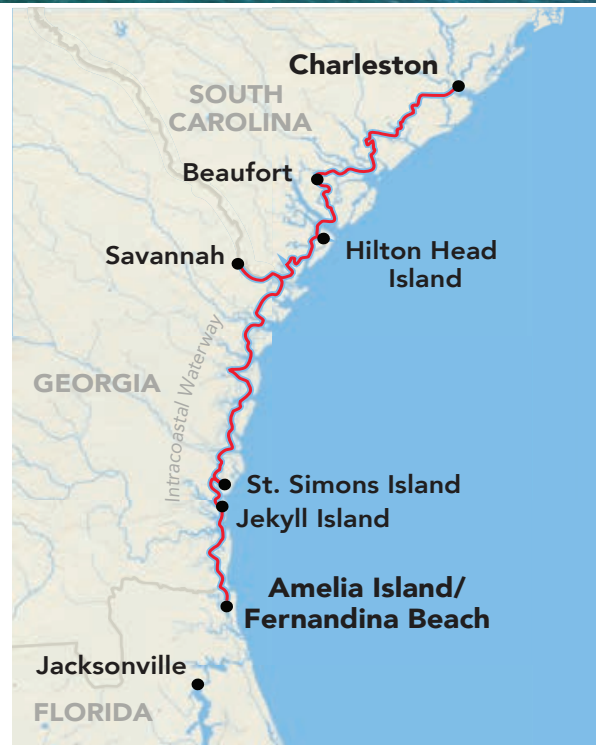 Charleston
SOUTH
CAROLINA
Beaufort
Hilton Head
Island
Savannah
Intracoastal Waterway
GEORGIA
St. Simons Island
Jekyll Island
Amelia Island/
Fernandina Beach
Jacksonville
FLORIDA